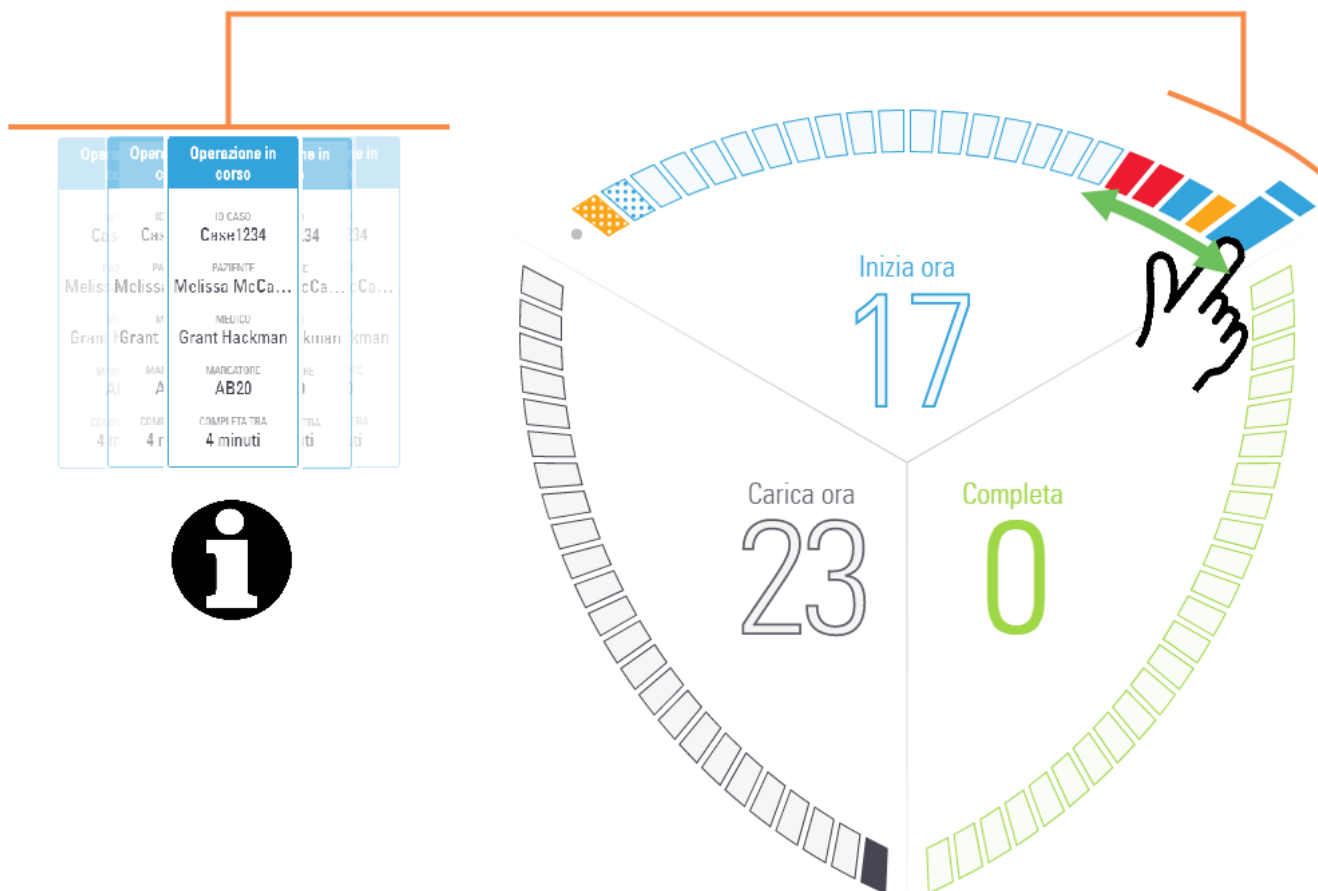 Operazione in
corso
ID CASO
Case1234
PAZIENTE
Melissa McCa...
MEDICO
Grant Hackman
MARCATORE
AB20
COMPLETA TRA
4 minuti
Inizia ora
17
Carica ora
23
Completa
0